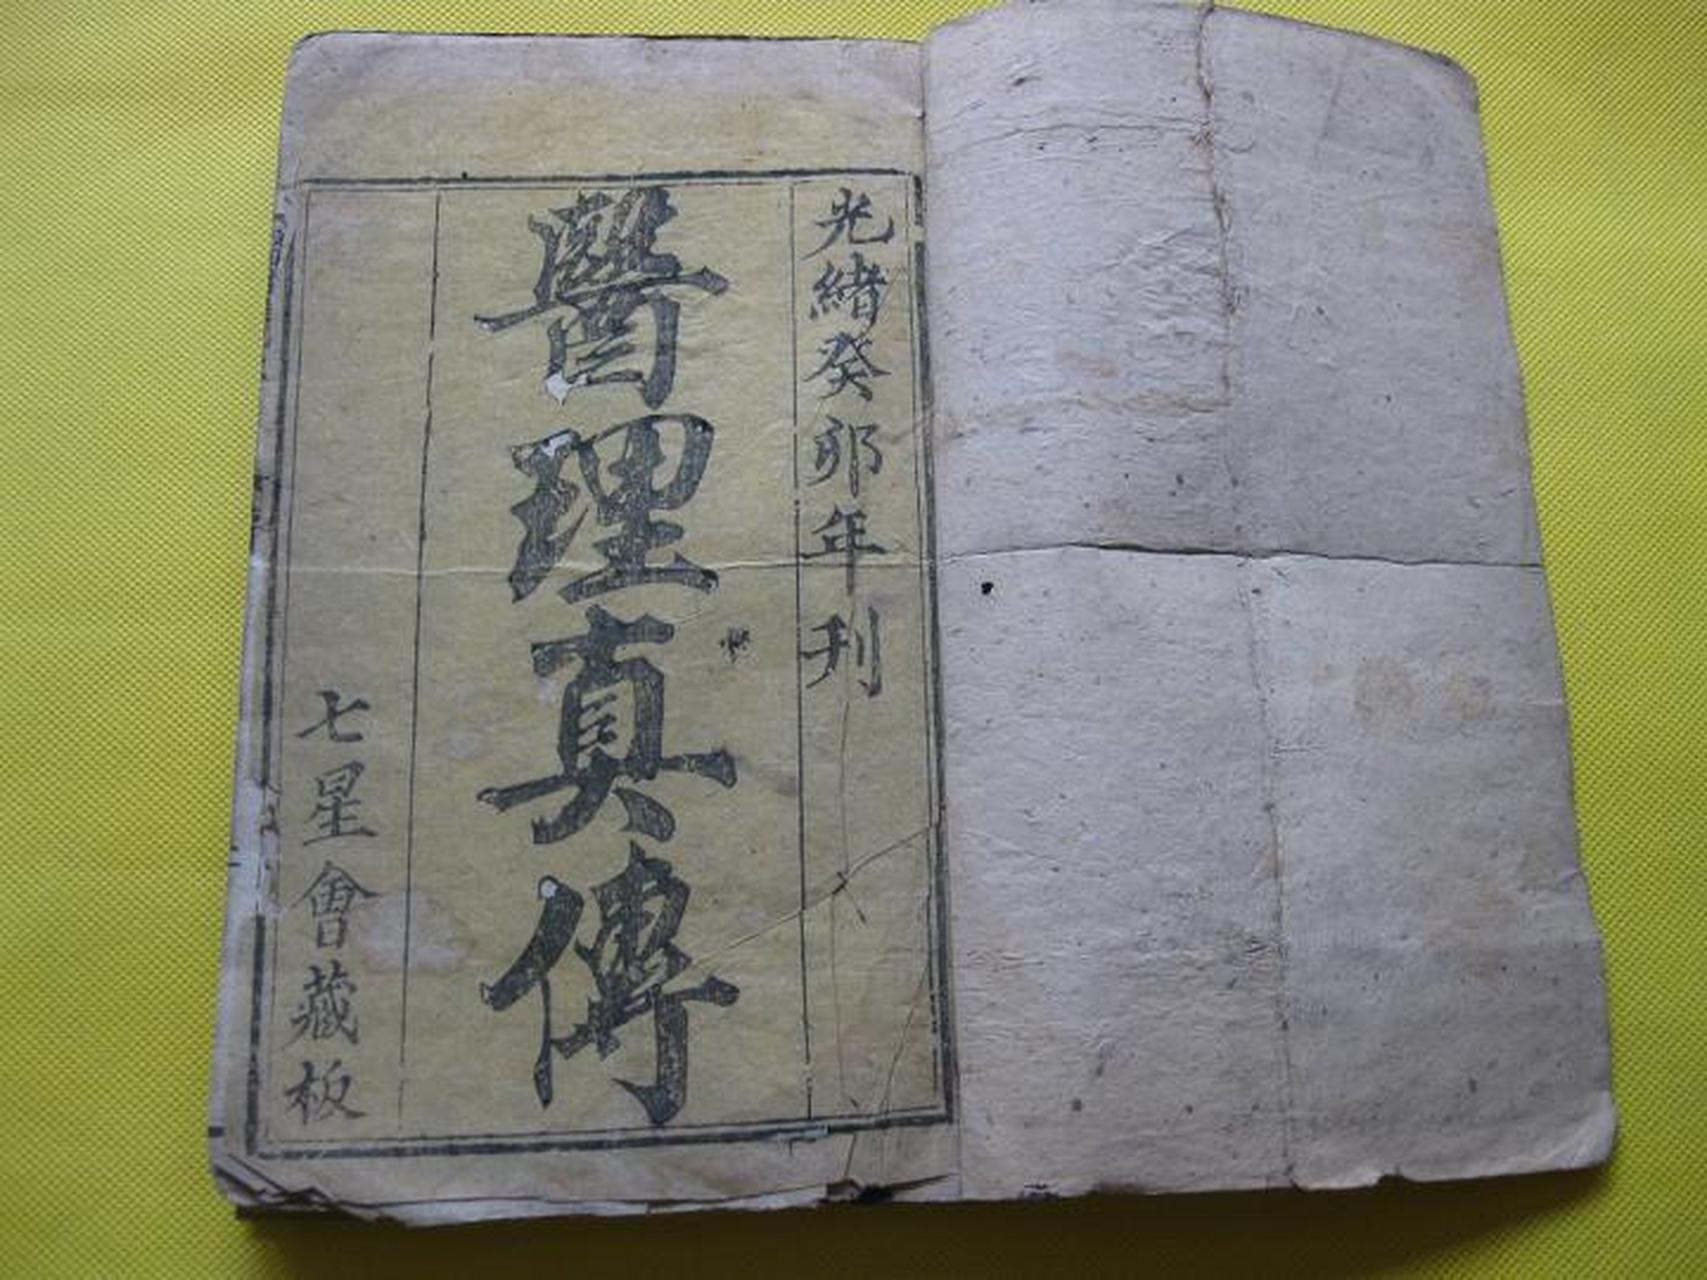 光緒癸卯年刊
醫理真傳
七星會藏板